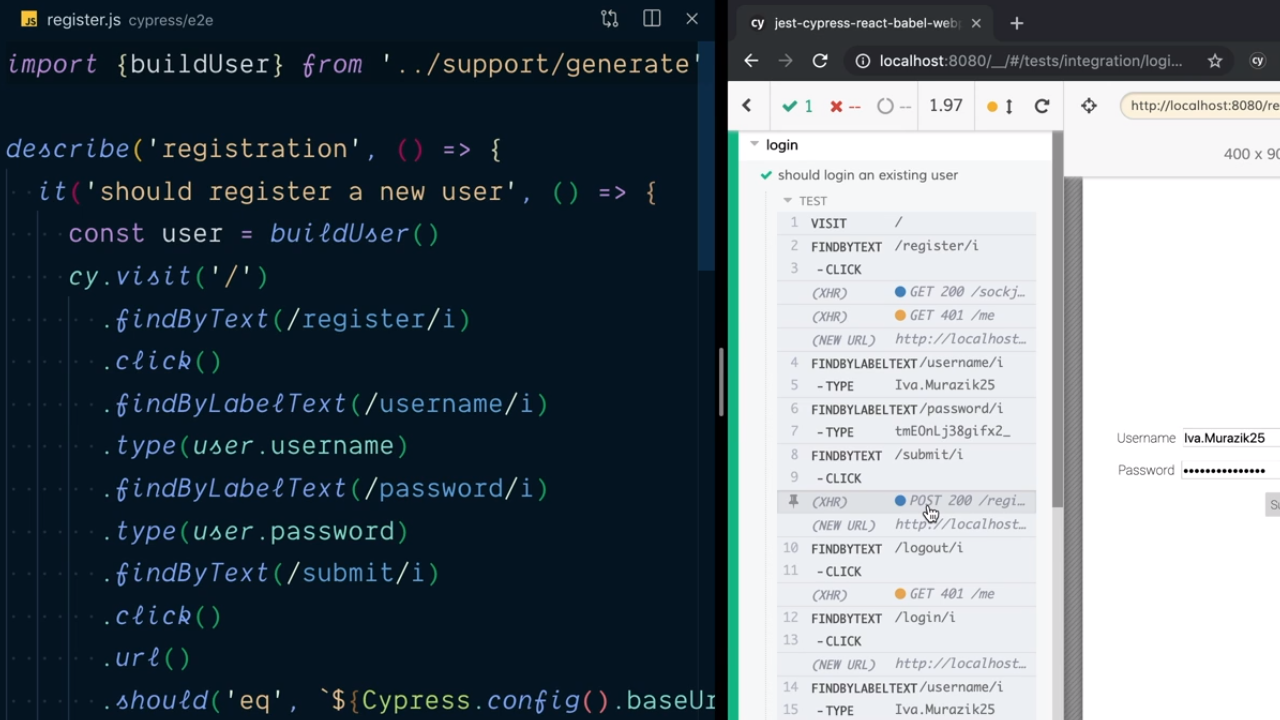 JS register.js cypress/e2e
import {buildUser} from '../support/generate'
describe('registration', () => {
it('should register a new user', () => {
const user = buildUser()
cy.visit('/')
.findByText(/register/i)
.click()
.findByLabelText(/username/i)
.type(user.username)
.findByLabelText(/password/i)
.type(user.password)
.findByText(/submit/i)
.click()
.url()
.should('eq', `${Cypress.config().baseUr
cy jest-cypress-react-babel-webp
localhost:8080/__/#/tests/integration/logi...
cy
1 -- -- 1.97
http://localhost:8080/re
400 x 90
login
should login an existing user
TEST
1 VISIT /
2 FINDBYTEXT /register/i
3 -CLICK
(XHR) GET 200 /sockj...
(XHR) GET 401 /me
(NEW URL) http://localhost...
4 FINDBYLABELTEXT /username/i
5 -TYPE Iva.Murazik25
6 FINDBYLABELTEXT /password/i
7 -TYPE tmEOnLj38gifx2_
8 FINDBYTEXT /submit/i
9 -CLICK
(XHR) POST 200 /regi...
(NEW URL) http://localhost...
10 FINDBYTEXT /logout/i
11 -CLICK
(XHR) GET 401 /me
12 FINDBYTEXT /login/i
13 -CLICK
(NEW URL) http://localhost...
14 FINDBYLABELTEXT /username/i
15 -TYPE Iva.Murazik25
Username Iva.Murazik25
Password •••••••••••••••